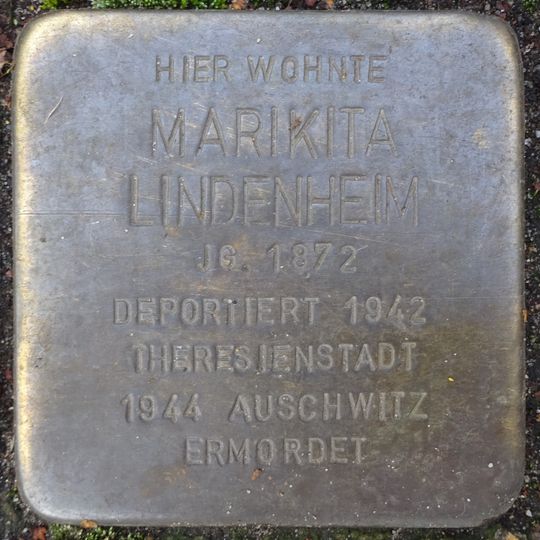 HIER WOHNTE
MARIKITA
LINDENHEIM
JG. 1872
DEPORTIERT 1942
THERESIENSTADT
1944 AUSCHWITZ
ERMORDET